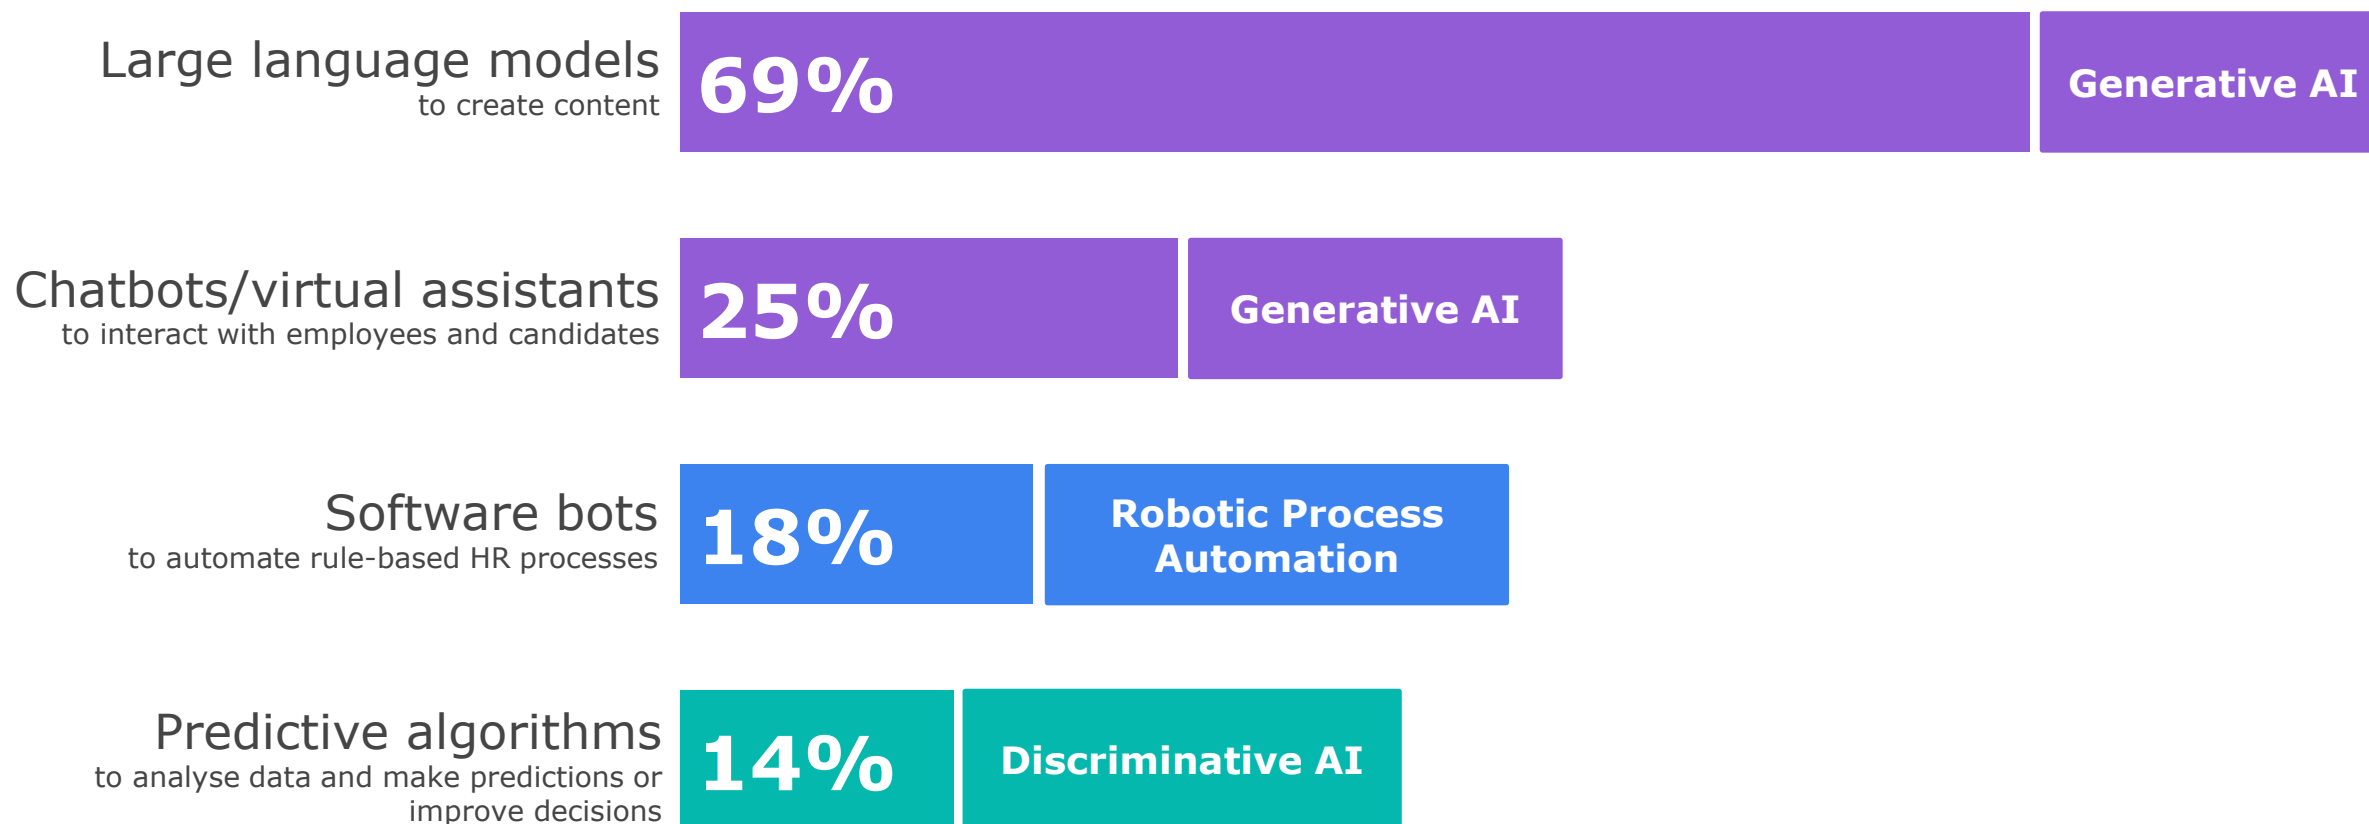 Large language models
to create content
69%
Generative AI
Chatbots/virtual assistants
to interact with employees and candidates
25%
Generative AI
Software bots
to automate rule-based HR processes
18%
Robotic Process
Automation
Predictive algorithms
to analyse data and make predictions or
improve decisions
14%
Discriminative AI